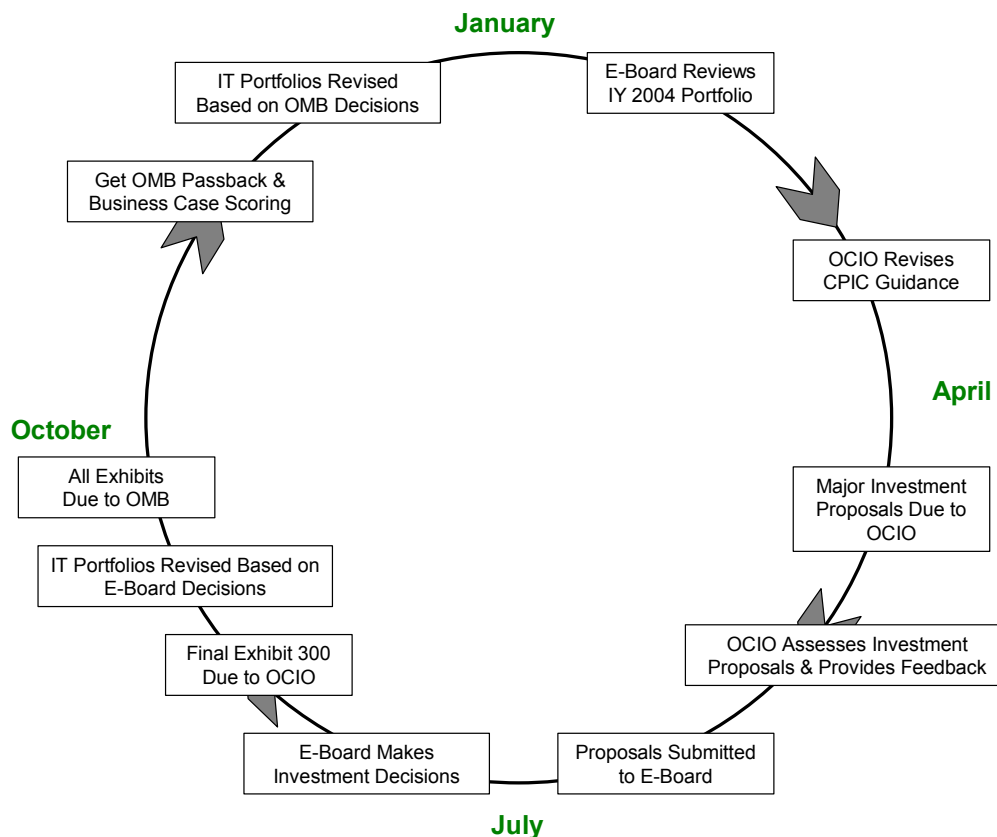 January
E-Board Reviews
IY 2004 Portfolio
OCIO Revises
CPIC Guidance
April
Major Investment
Proposals Due to
OCIO
OCIO Assesses Investment
Proposals & Provides Feedback
Proposals Submitted
to E-Board
July
E-Board Makes
Investment Decisions
Final Exhibit 300
Due to OCIO
IT Portfolios Revised Based on
E-Board Decisions
All Exhibits
Due to OMB
October
Get OMB Passback &
Business Case Scoring
IT Portfolios Revised
Based on OMB Decisions